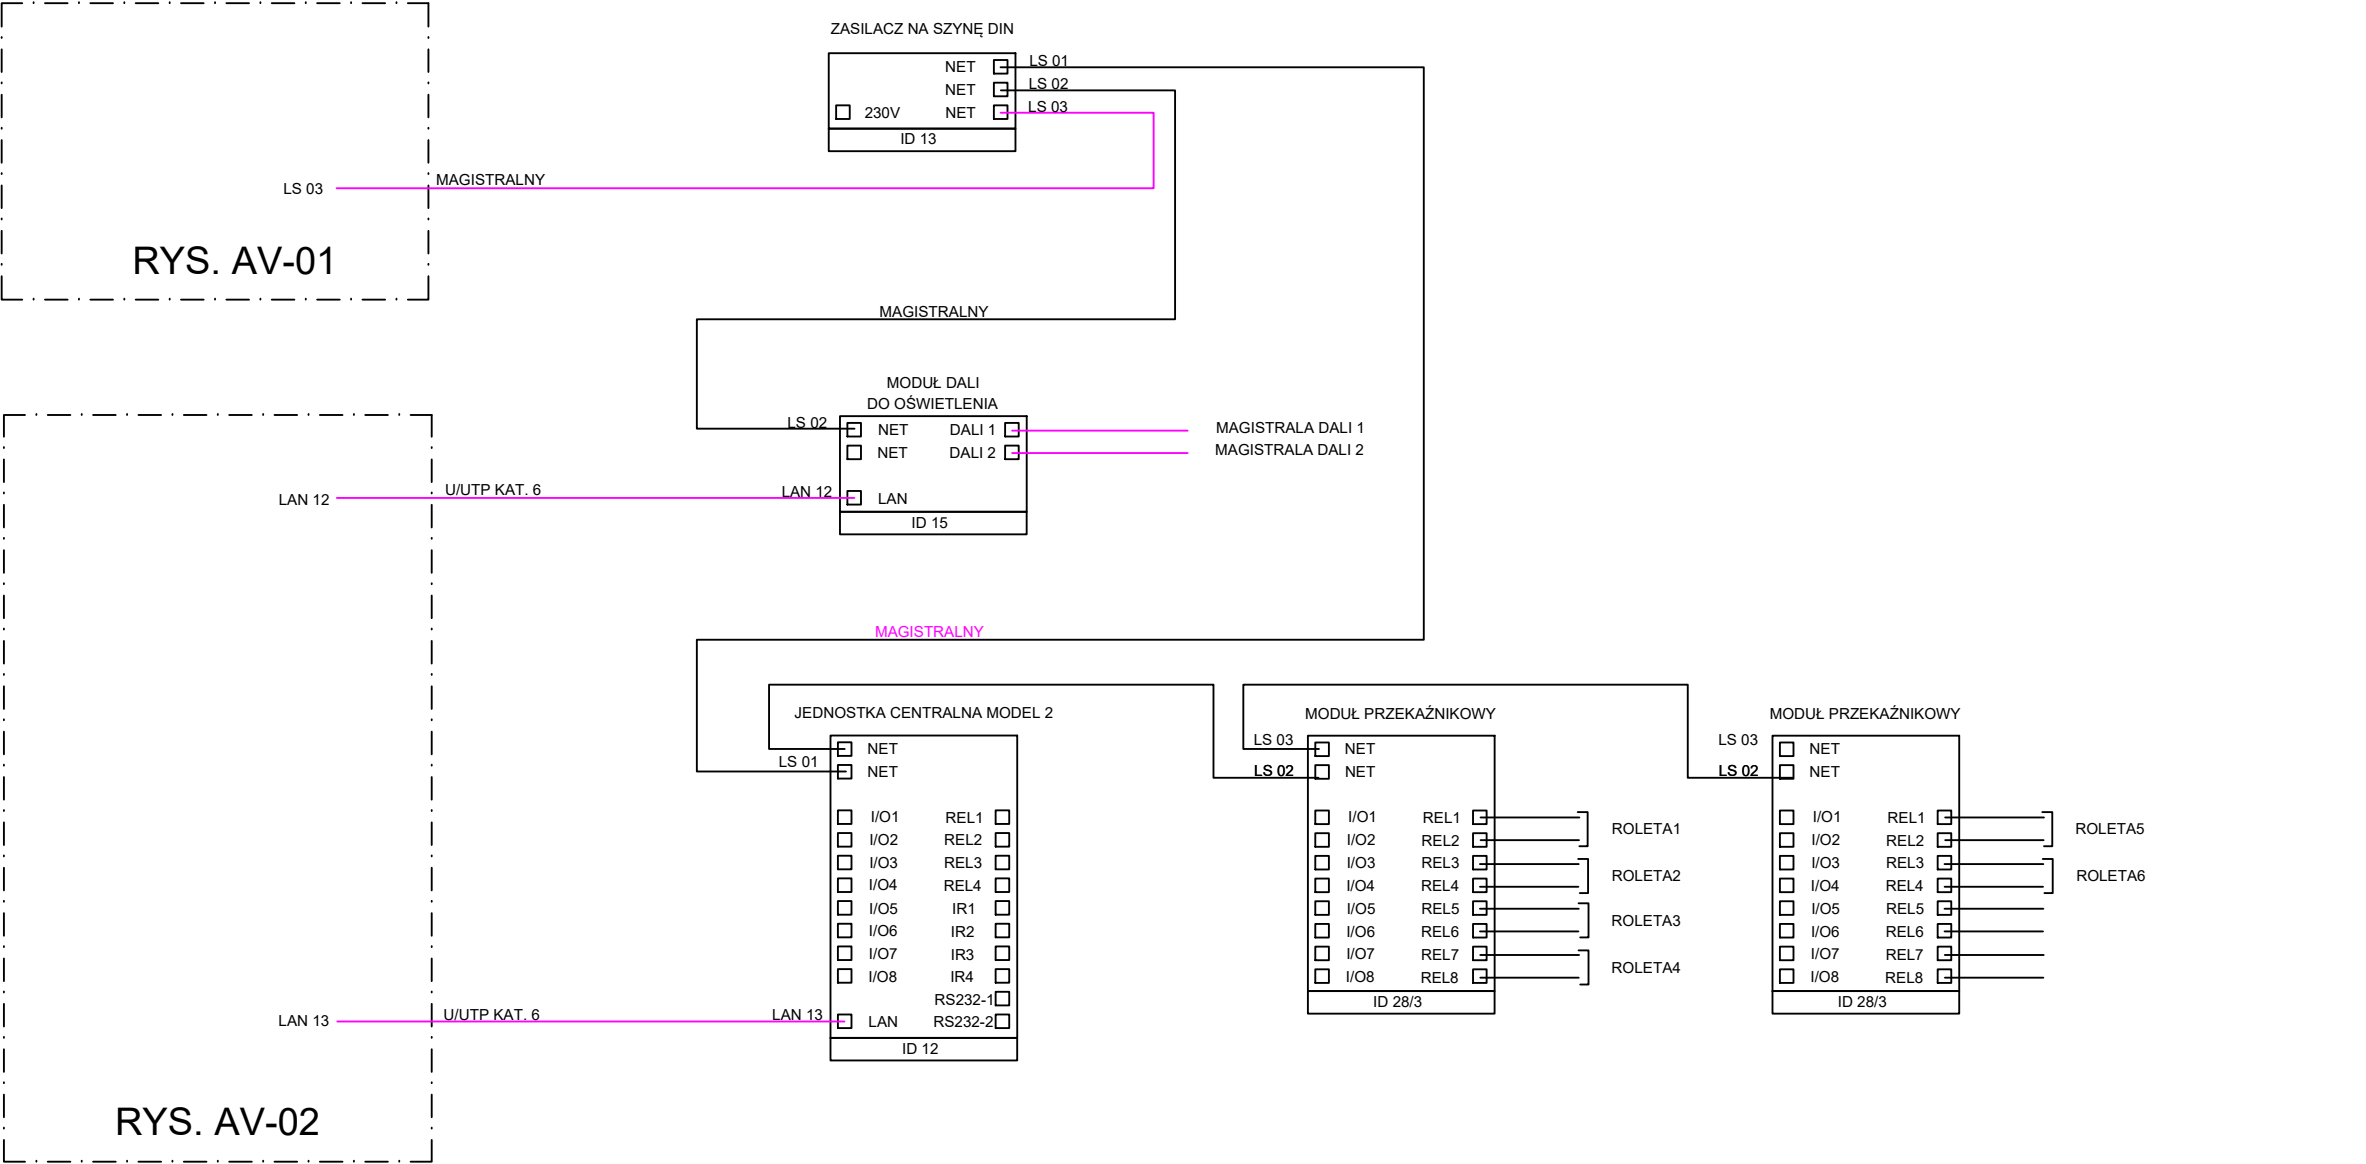 ZASILACZ NA SZYNĘ DIN
NET
LS 01
NET
LS 02
230V
NET
LS 03
ID 13
LS 03
MAGISTRALNY
RYS. AV-01
MAGISTRALNY
MODUŁ DALI
DO OŚWIETLENIA
LS 02
NET
DALI 1
MAGISTRALA DALI 1
NET
DALI 2
MAGISTRALA DALI 2
LAN 12
U/UTP KAT. 6
LAN 12
LAN
ID 15
MAGISTRALNY
JEDNOSTKA CENTRALNA MODEL 2
NET
LS 01
NET
I/O1
REL1
I/O2
REL2
I/O3
REL3
I/O4
REL4
I/O5
IR1
I/O6
IR2
I/O7
IR3
I/O8
IR4
RS232-1
LAN 13
U/UTP KAT. 6
LAN 13
LAN
RS232-2
ID 12
MODUŁ PRZEKAŹNIKOWY
LS 03
NET
LS 02
NET
I/O1
REL1
I/O2
REL2
ROLETA1
I/O3
REL3
I/O4
REL4
ROLETA2
I/O5
REL5
I/O6
REL6
ROLETA3
I/O7
REL7
I/O8
REL8
ROLETA4
ID 28/3
MODUŁ PRZEKAŹNIKOWY
LS 03
NET
LS 02
NET
I/O1
REL1
I/O2
REL2
ROLETA5
I/O3
REL3
I/O4
REL4
ROLETA6
I/O5
REL5
I/O6
REL6
I/O7
REL7
I/O8
REL8
ID 28/3
RYS. AV-02